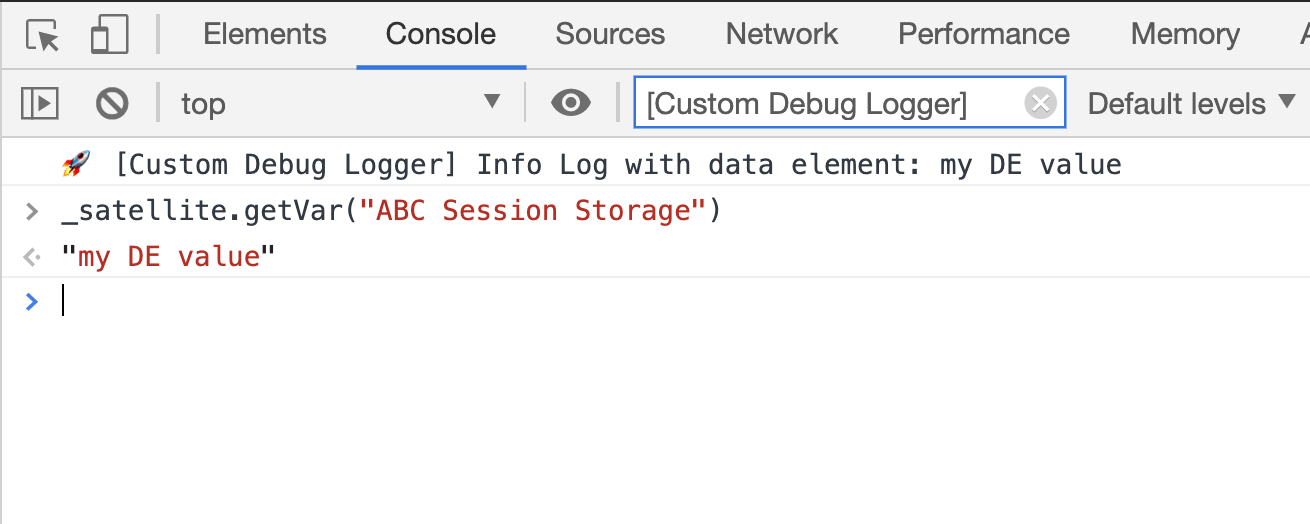 Elements Console Sources Network Performance Memory
top [Custom Debug Logger] Default levels
🚀 [Custom Debug Logger] Info Log with data element: my DE value
> _satellite.getVar("ABC Session Storage")
"my DE value"
>